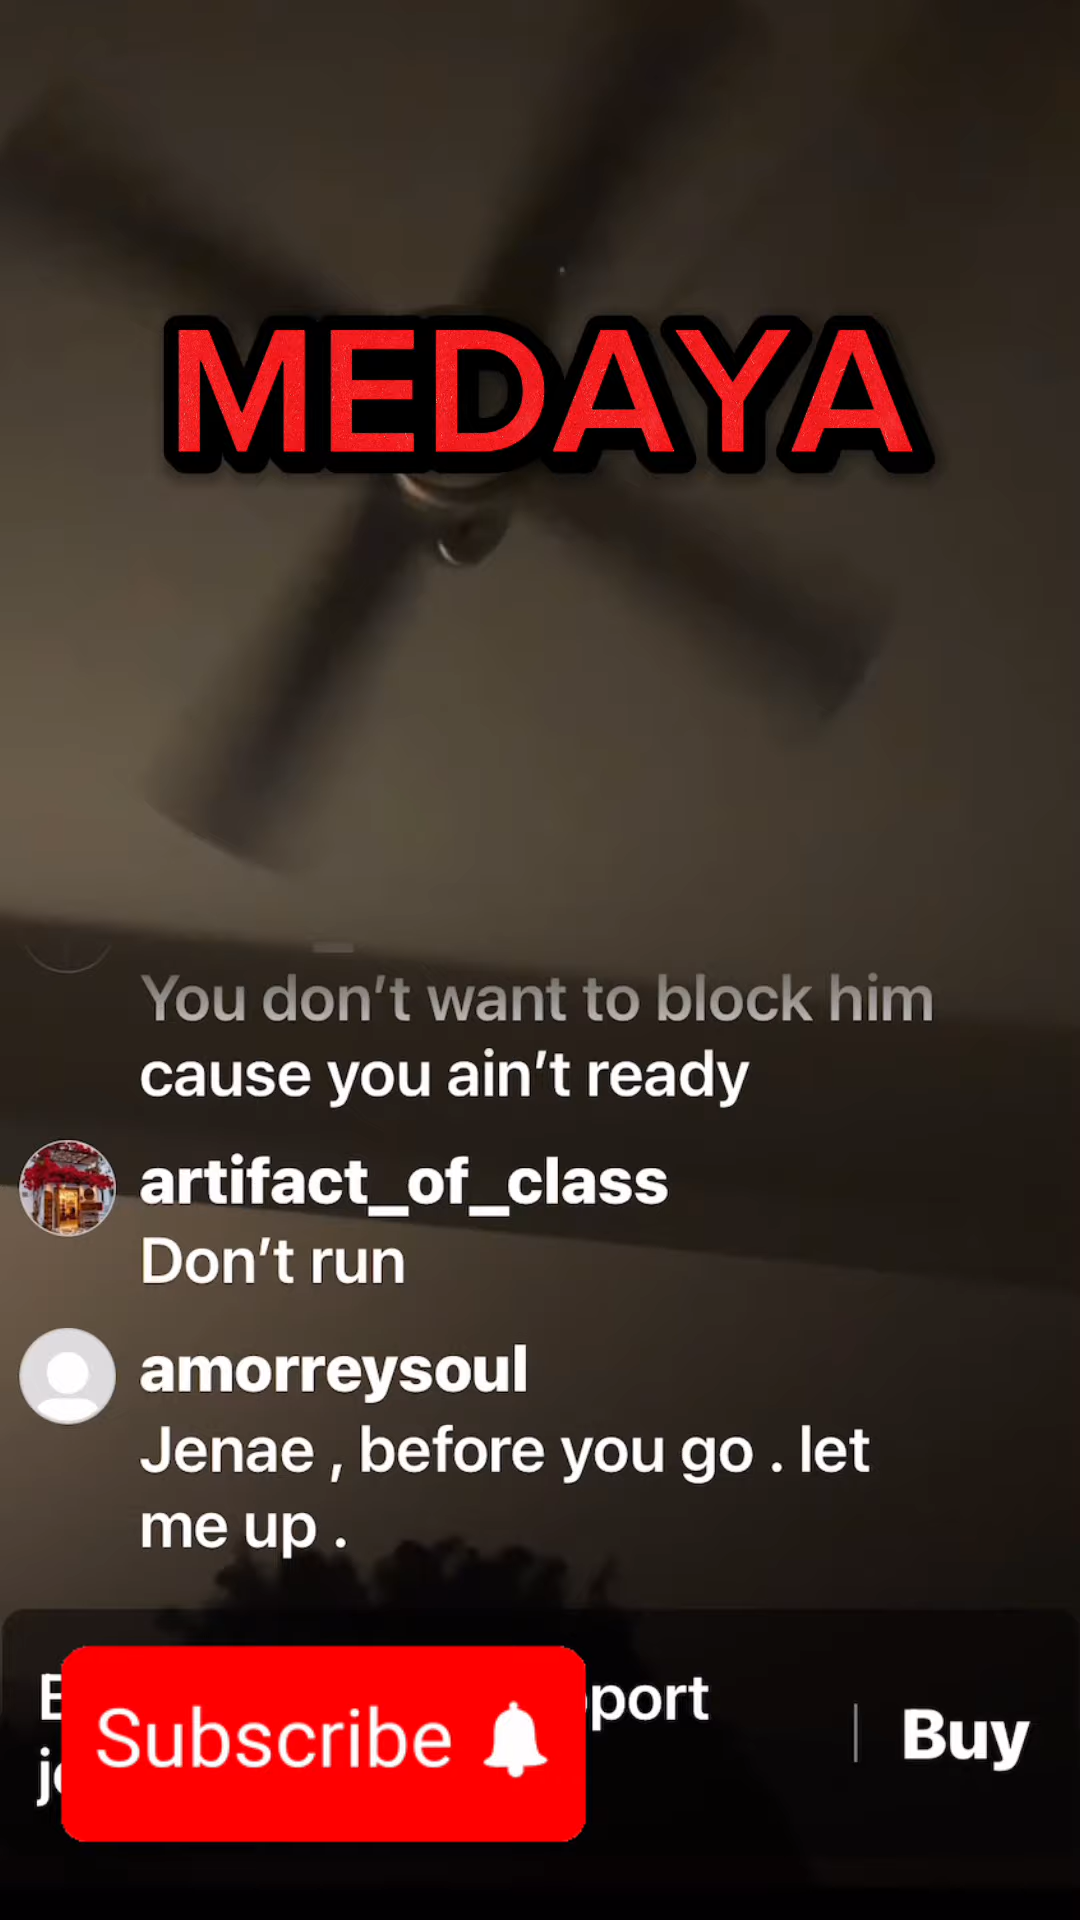 MEDAYA
You don’t want to block him
cause you ain’t ready
artifact_of_class
Don’t run
amorreysoul
Jenae , before you go . let
me up .
Subscribe
Buy